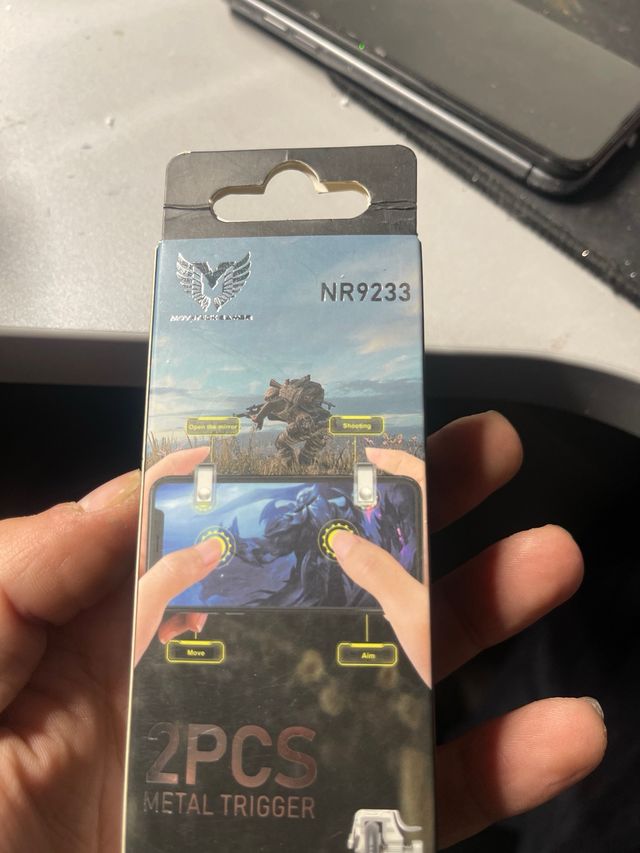 NR9233
Open the mirror
Shooting
Move
Aim
2PCS
METAL TRIGGER